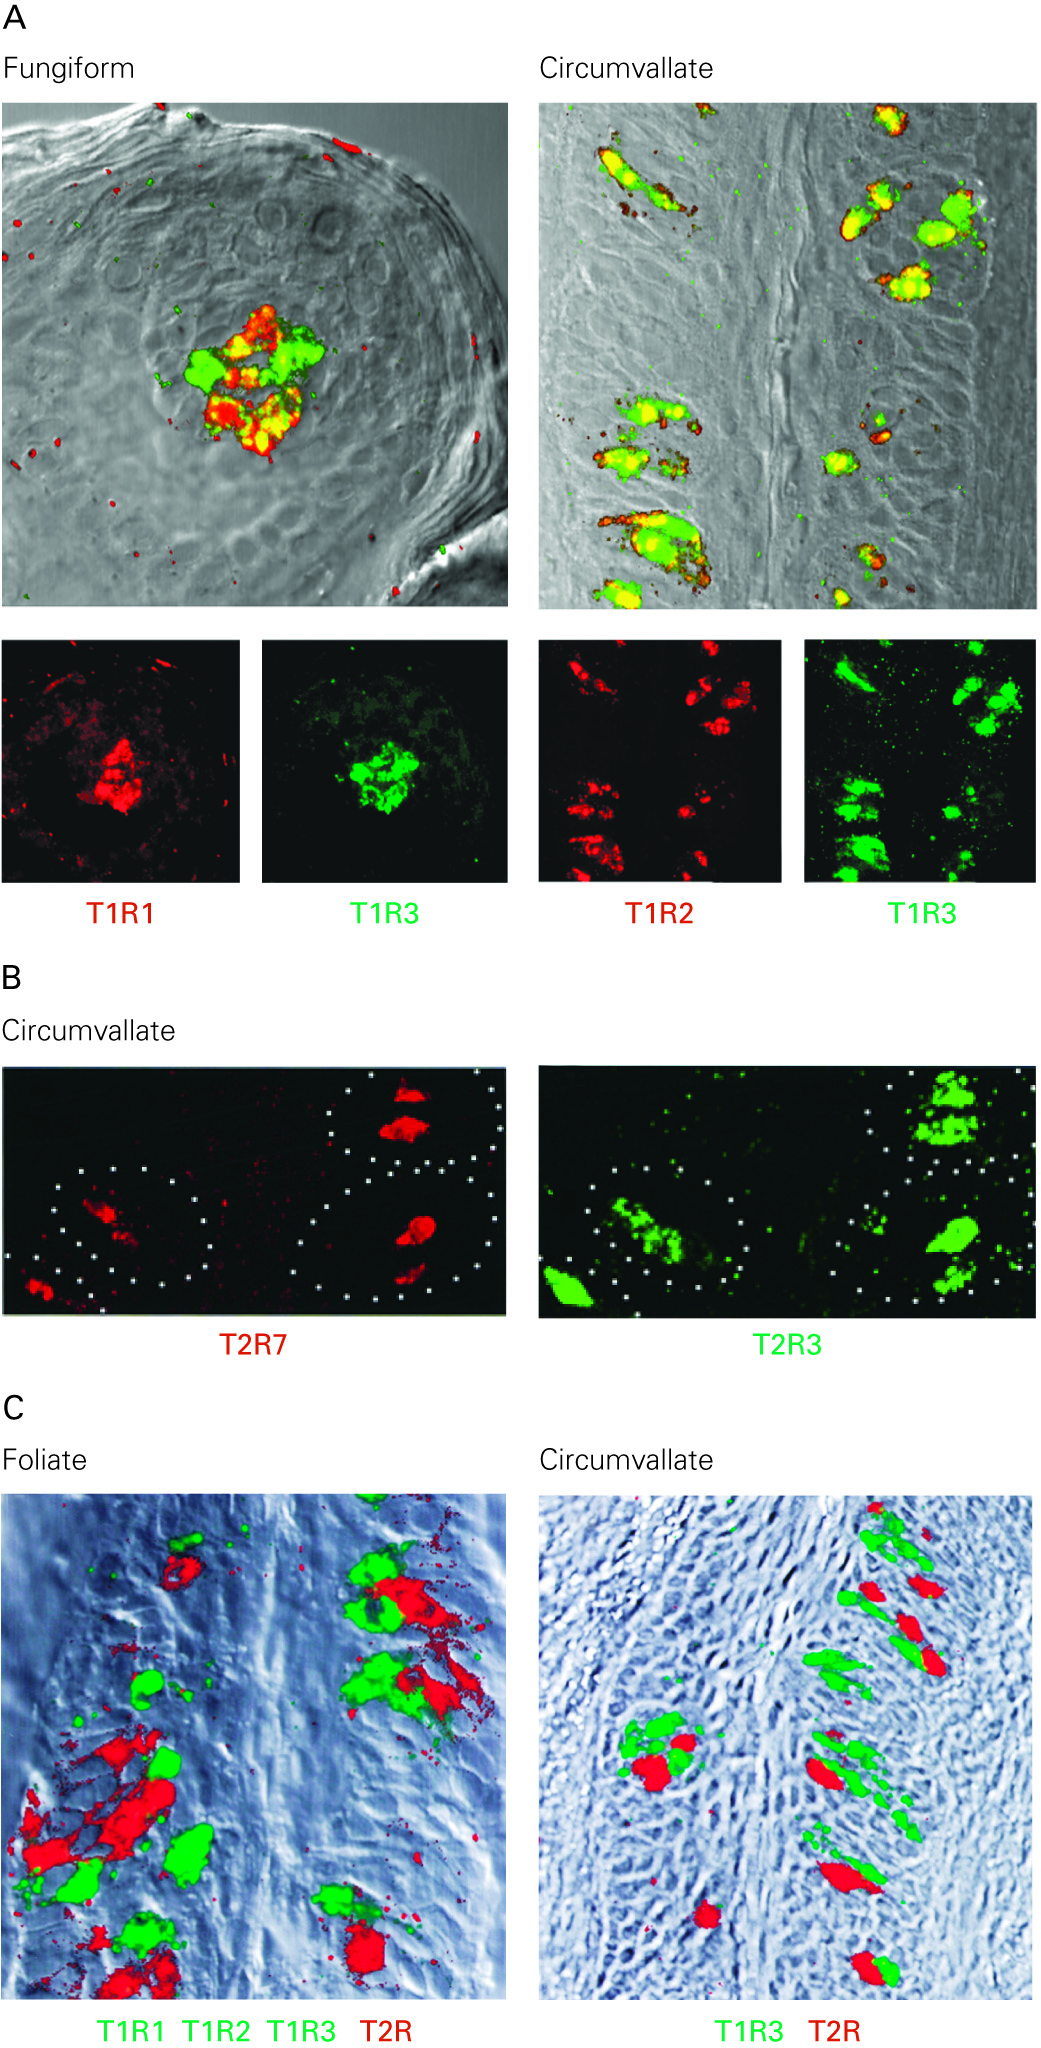 A
Fungiform Circumvallate
T1R1 T1R3 T1R2 T1R3
B
Circumvallate
T2R7 T2R3
C
Foliate Circumvallate
T1R1 T1R2 T1R3 T2R T1R3 T2R